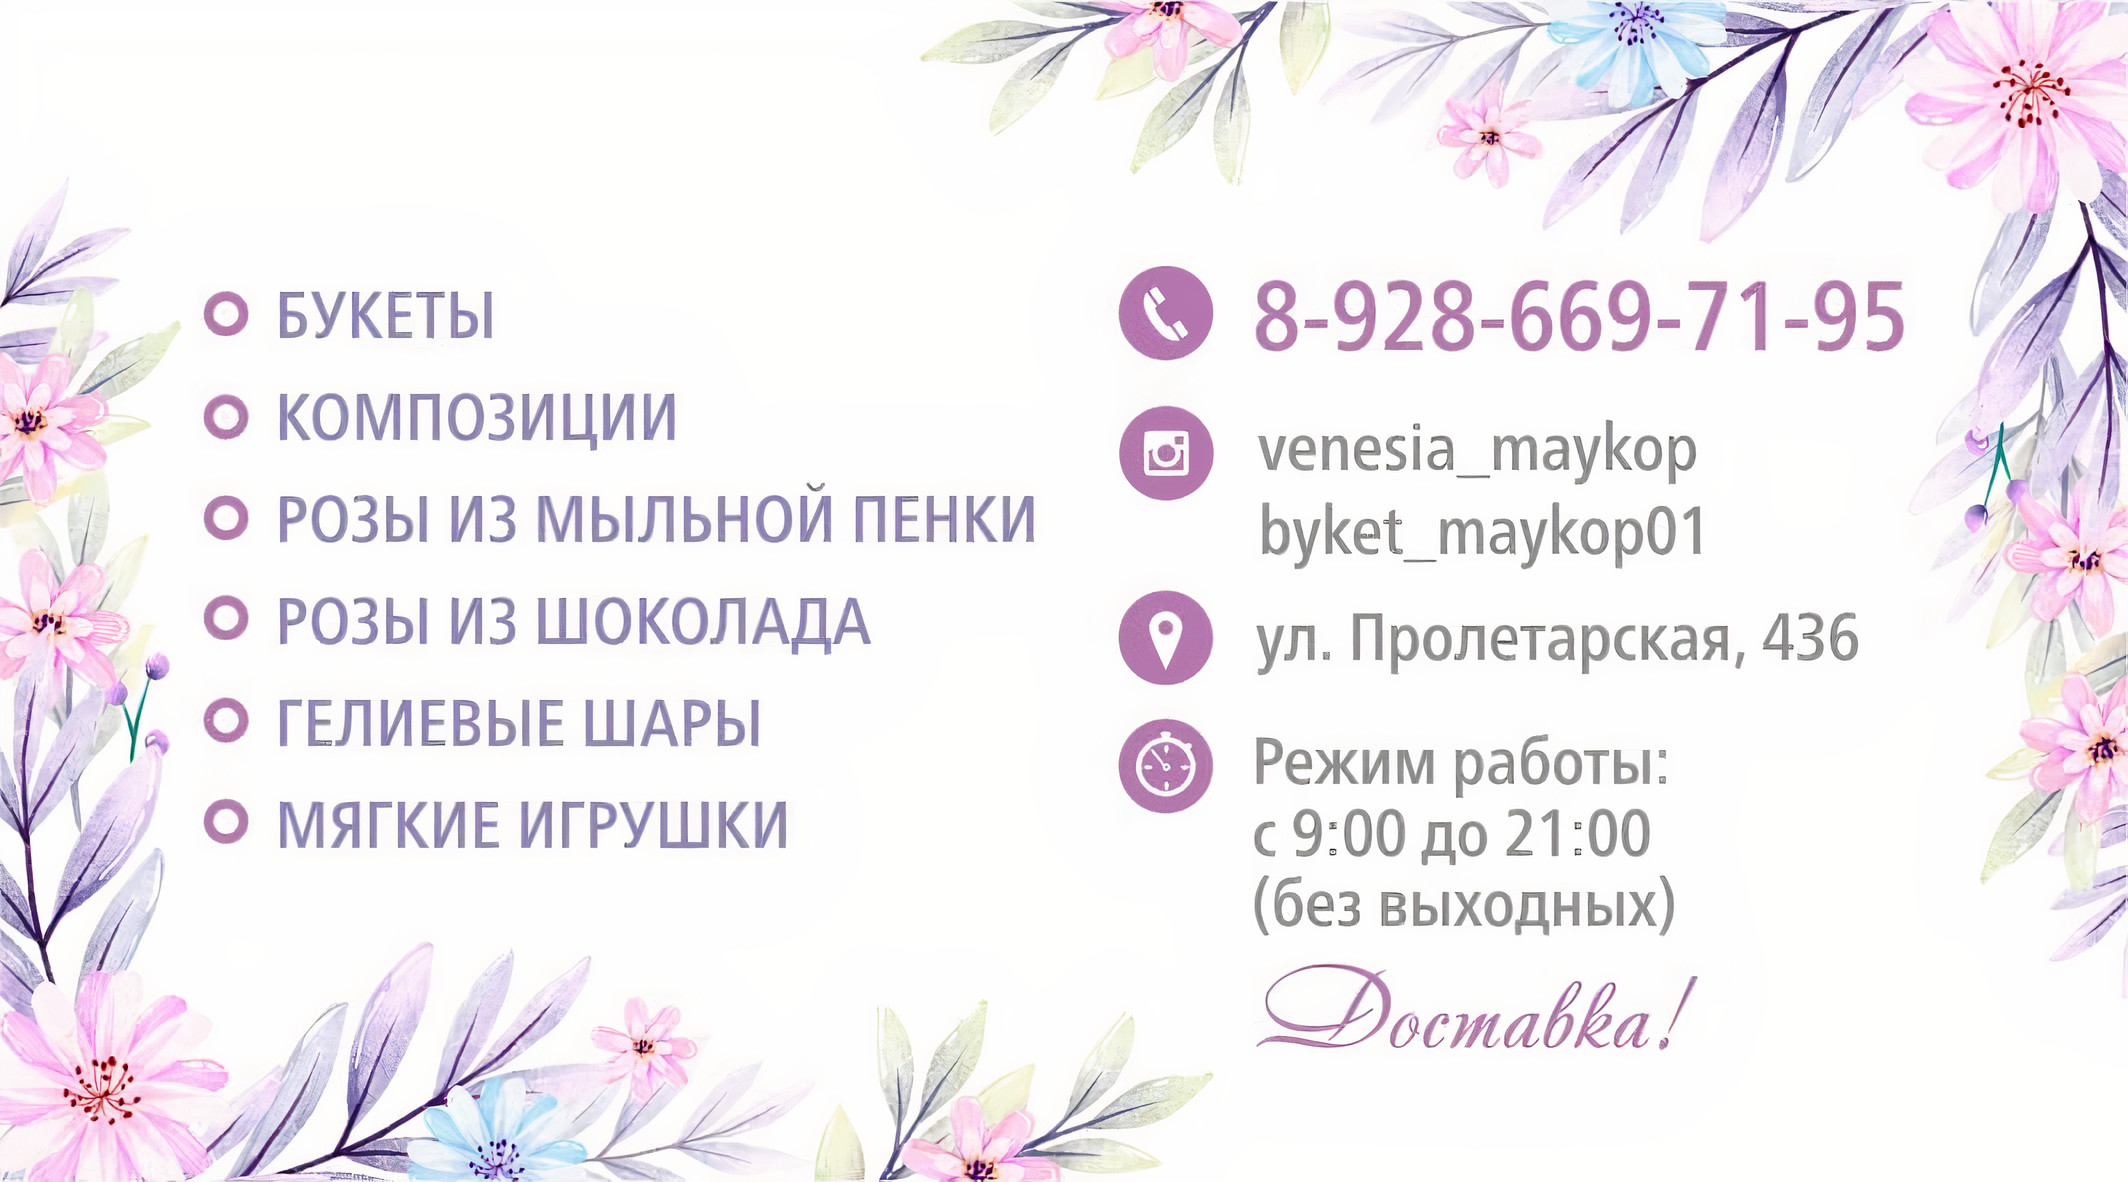 БУКЕТЫ
КОМПОЗИЦИИ
РОЗЫ ИЗ МЫЛЬНОЙ ПЕНКИ
РОЗЫ ИЗ ШОКОЛАДА
ГЕЛИЕВЫЕ ШАРЫ
МЯГКИЕ ИГРУШКИ
8-928-669-71-95
venesia_maykop
byket_maykop01
ул. Пролетарская, 436
Режим работы:
с 9:00 до 21:00
(без выходных)
Доставка!